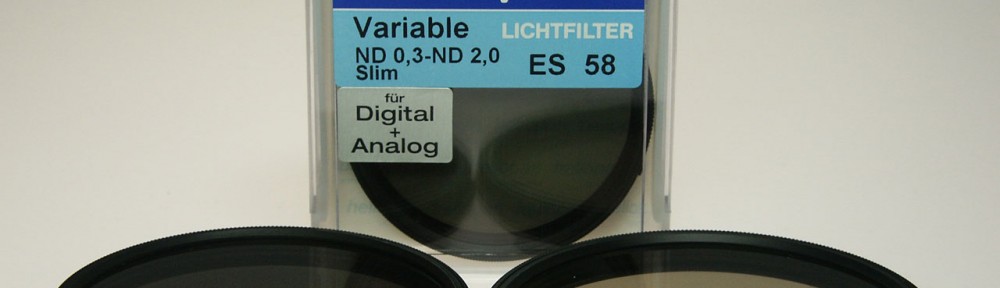 Variable LICHTFILTER
ND 0,3-ND 2,0
Slim
ES 58
für
Digital
+
Analog